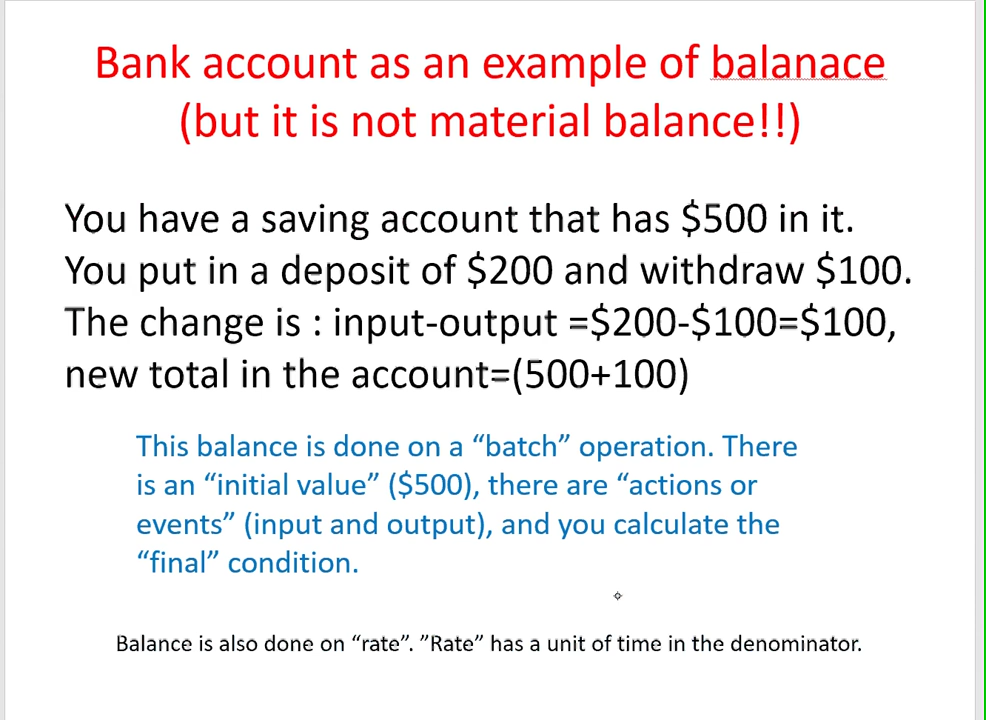 Bank account as an example of balanace
(but it is not material balance!!)
You have a saving account that has $500 in it.
You put in a deposit of $200 and withdraw $100.
The change is : input-output =$200-$100=$100,
new total in the account=(500+100)
This balance is done on a “batch” operation. There
is an “initial value” ($500), there are “actions or
events” (input and output), and you calculate the
“final” condition.
Balance is also done on “rate”. ”Rate” has a unit of time in the denominator.